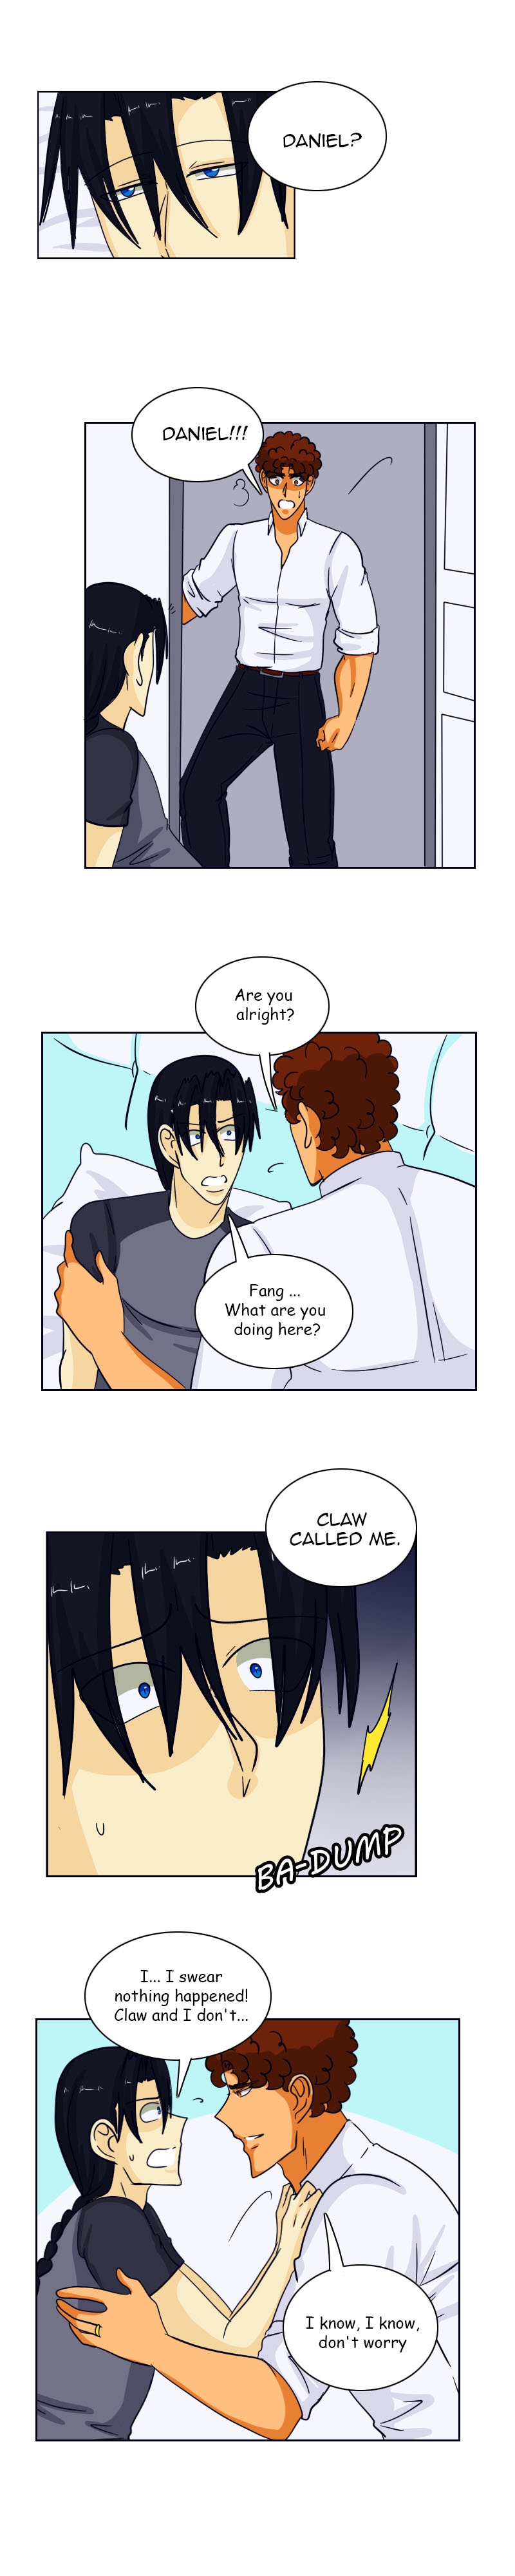 DANIEL?
DANIEL!!!
Are you
alright?
Fang ...
What are you
doing here?
CLAW
CALLED ME.
BA-DUMP
I... I swear
nothing happened!
Claw and I don't...
I know, I know,
don't worry